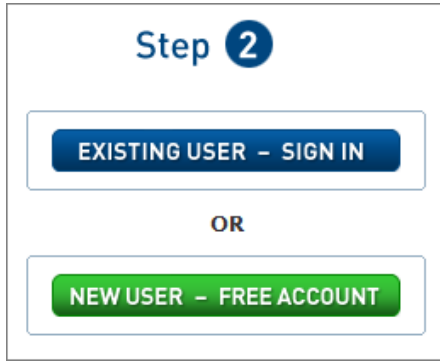 Step 2
EXISTING USER – SIGN IN
OR
NEW USER – FREE ACCOUNT